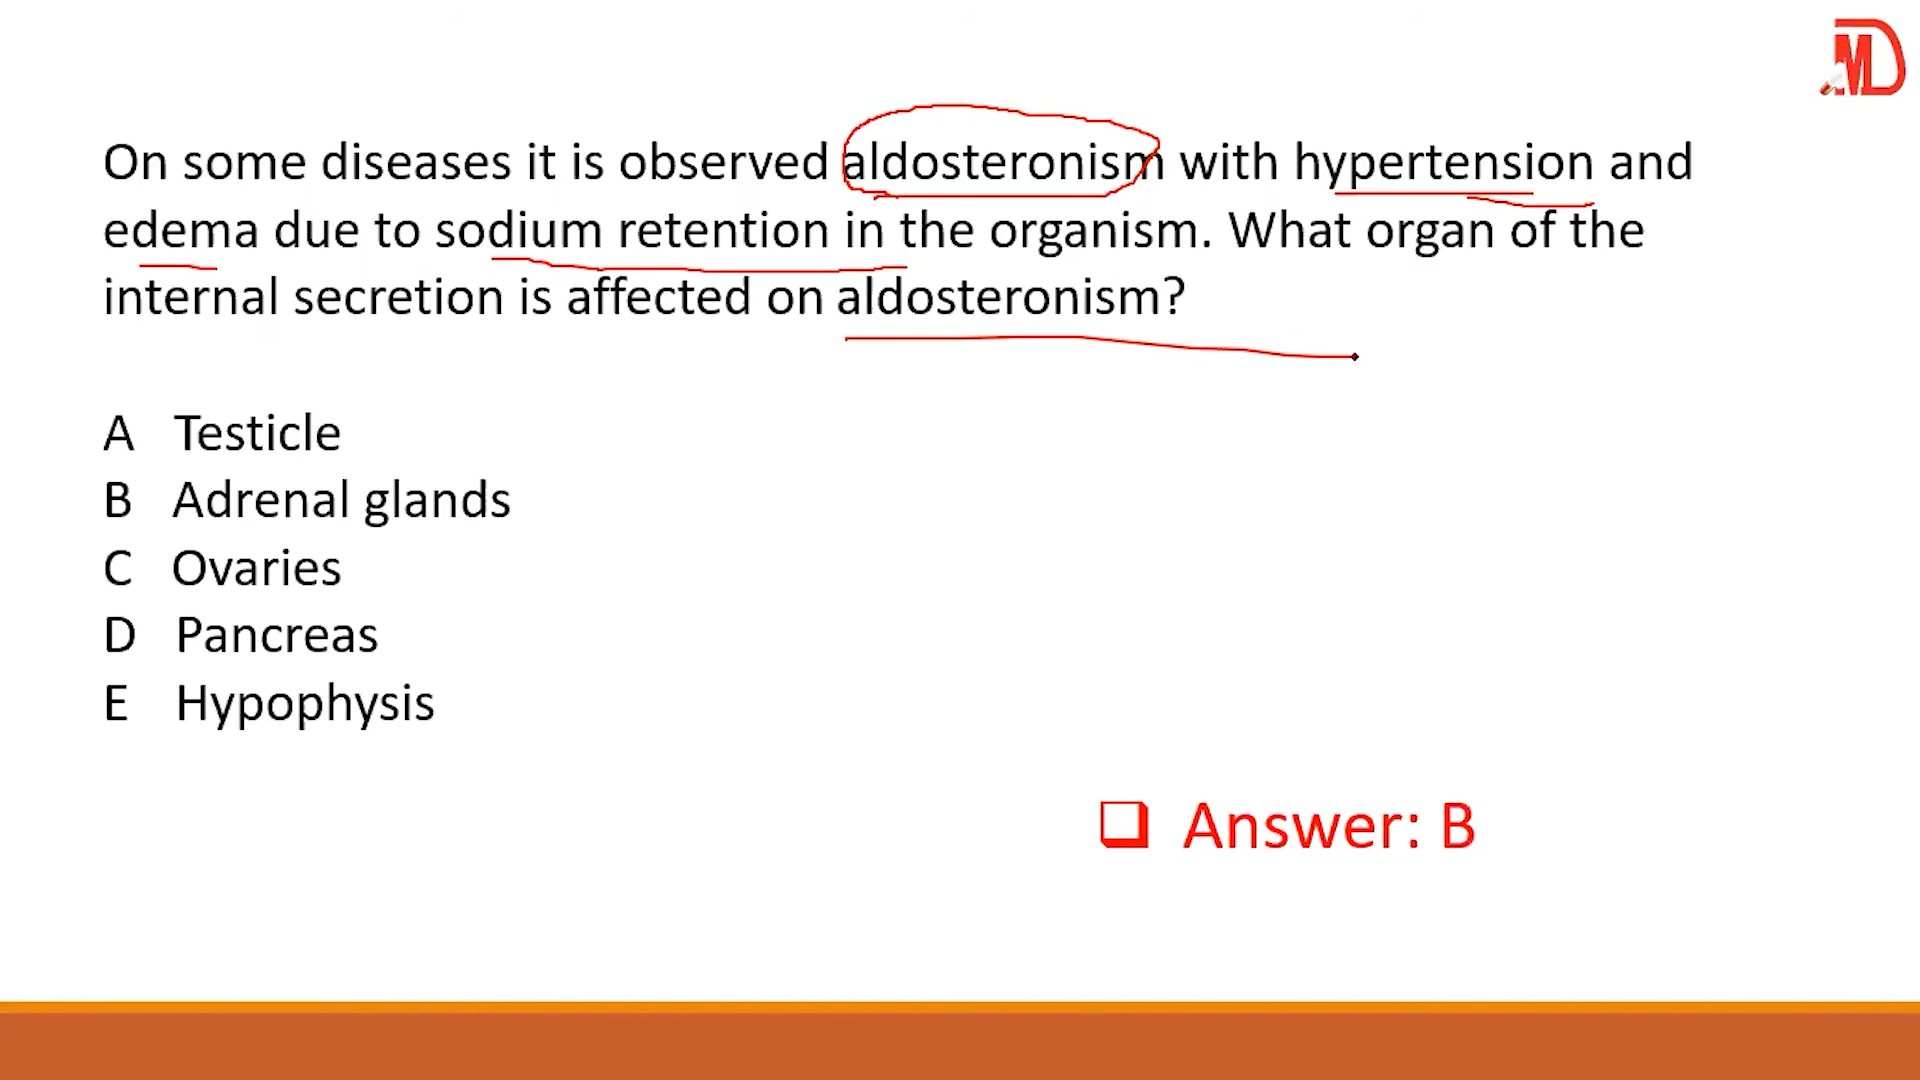 MD
On some diseases it is observed aldosteronism with hypertension and
edema due to sodium retention in the organism. What organ of the
internal secretion is affected on aldosteronism?
A Testicle
B Adrenal glands
C Ovaries
D Pancreas
E Hypophysis
Answer: B